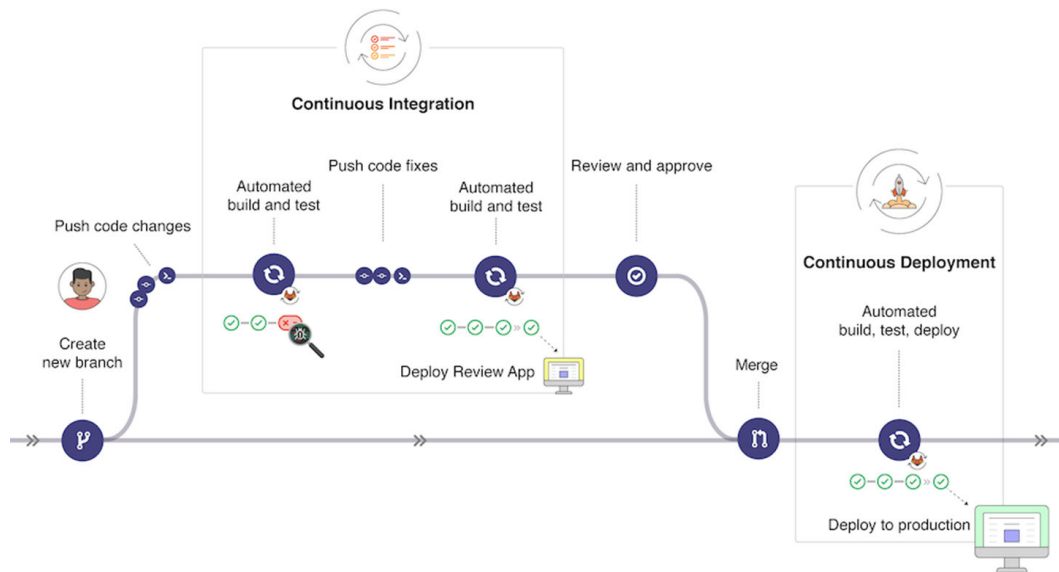 Continuous Integration
Push code fixes
Review and approve
Automated
build and test
Automated
build and test
Push code changes
Continuous Deployment
Automated
build, test, deploy
Create
new branch
Deploy Review App
Merge
Deploy to production